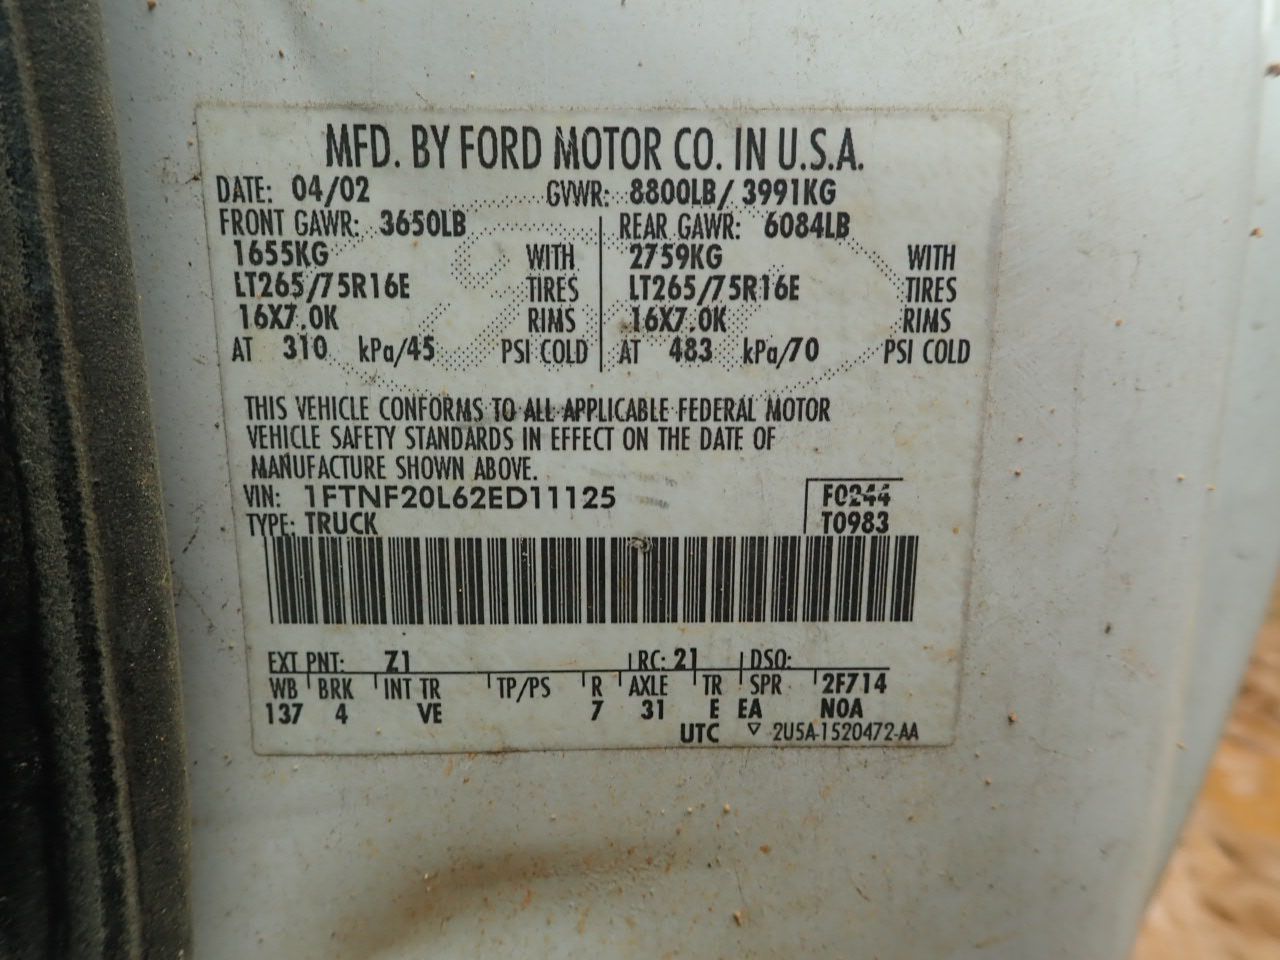 MFD. BY FORD MOTOR CO. IN U.S.A.
DATE: 04/02 GVWR: 8800LB/ 3991KG
FRONT GAWR: 3650LB REAR GAWR: 6084LB
1655KG WITH 2759KG WITH
LT265/75R16E TIRES LT265/75R16E TIRES
16X7.0K RIMS 16X7.0K RIMS
AT 310 kPa/45 PSI COLD AT 483 kPa/70 PSI COLD
THIS VEHICLE CONFORMS TO ALL APPLICABLE FEDERAL MOTOR
VEHICLE SAFETY STANDARDS IN EFFECT ON THE DATE OF
MANUFACTURE SHOWN ABOVE.
VIN: 1FTNF20L62ED11125 F0244
TYPE: TRUCK T0983
EXT PNT: Z1 RC: 21 DSO:
WB BRK INT TR TP/PS R AXLE TR SPR 2F714
137 4 VE 7 31 E EA NOA
UTC ▽ 2U5A-1520472-AA